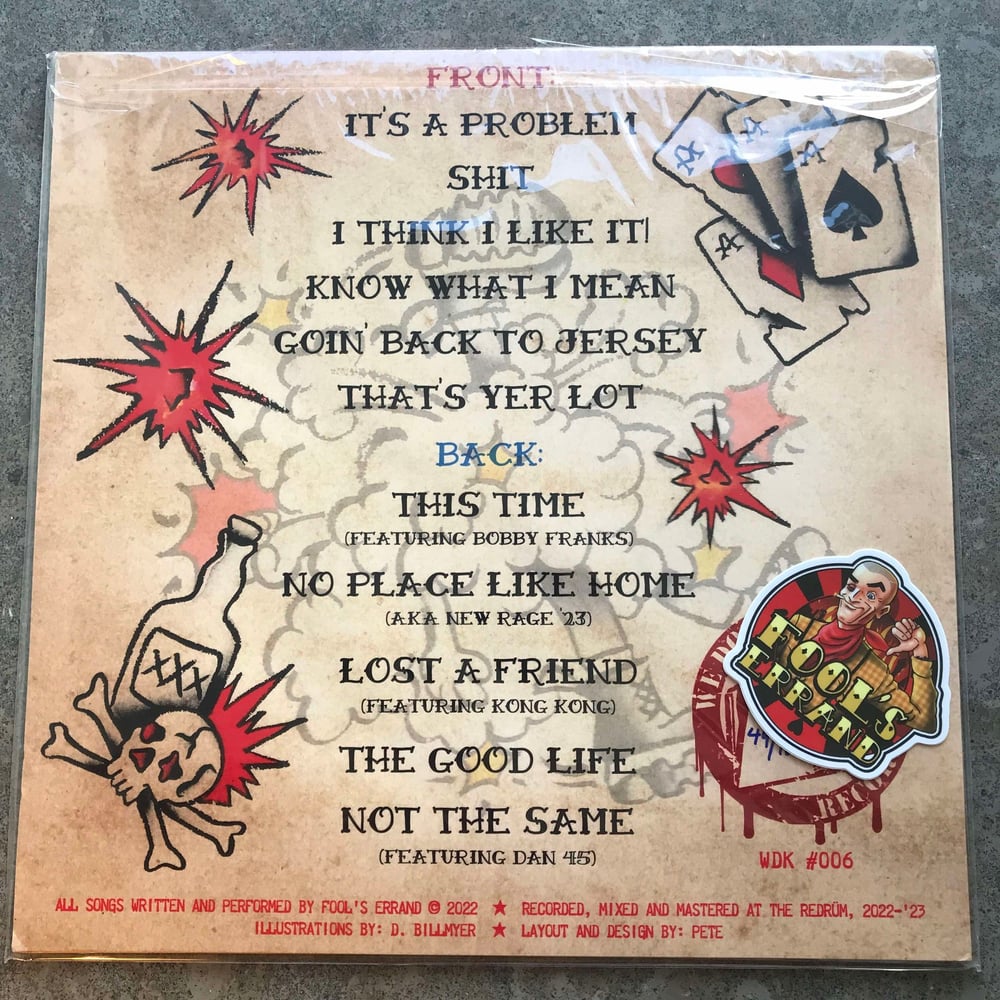 FRONT:
IT'S A PROBLEM
SHIT
I THINK I LIKE IT!
KNOW WHAT I MEAN
GOIN' BACK TO JERSEY
THAT'S YER LOT
BACK:
THIS TIME
(FEATURING BOBBY FRANKS)
NO PLACE LIKE HOME
(AKA NEW RAGE '23)
LOST A FRIEND
(FEATURING KONG KONG)
THE GOOD LIFE
NOT THE SAME
(FEATURING DAN 45)
A
A
A
A
XXX
FOOL'S
ERRAND
WE
WDK #006
ALL SONGS WRITTEN AND PERFORMED BY FOOL'S ERRAND © 2022 ★ RECORDED, MIXED AND MASTERED AT THE REDRÜM, 2022-'23
ILLUSTRATIONS BY: D. BILLMYER ★ LAYOUT AND DESIGN BY: PETE